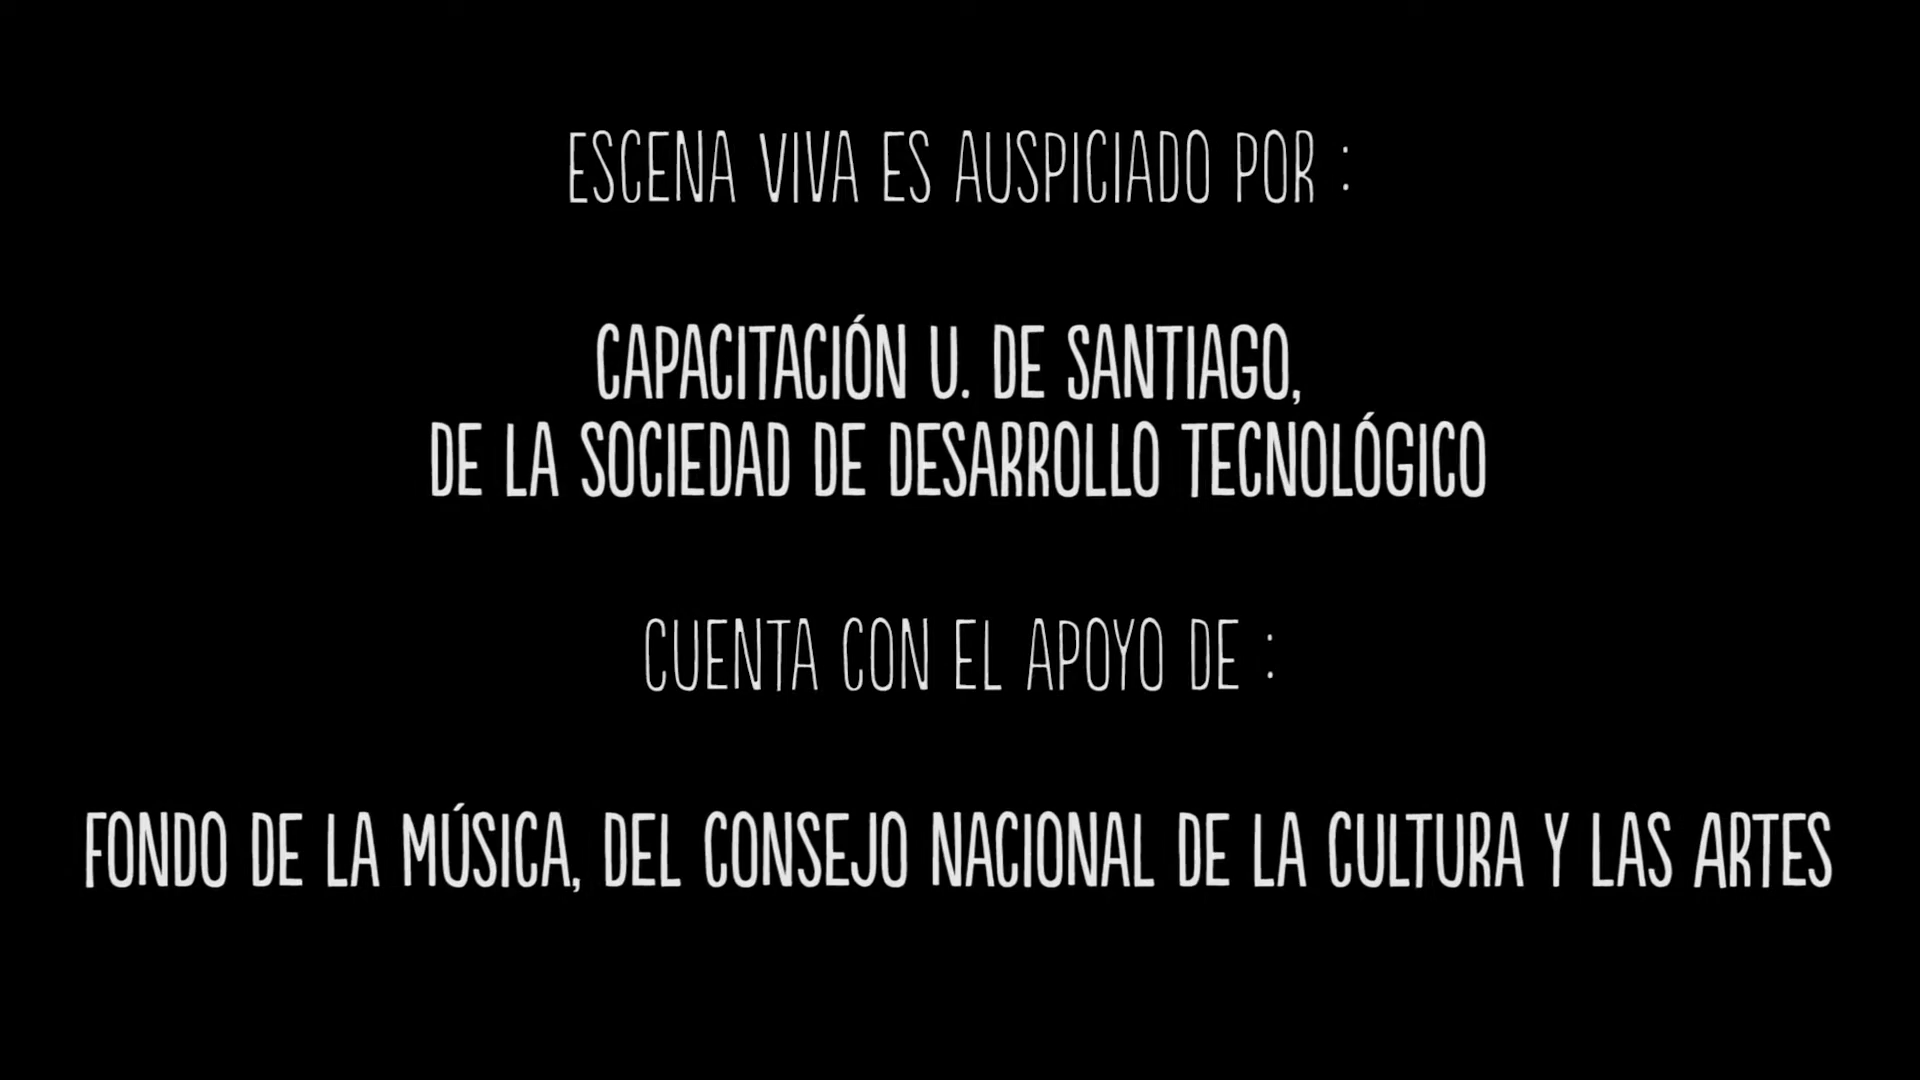 ESCENA VIVA ES AUSPICIADO POR :
CAPACITACIÓN U. DE SANTIAGO,
DE LA SOCIEDAD DE DESARROLLO TECNOLÓGICO
CUENTA CON EL APOYO DE :
FONDO DE LA MÚSICA, DEL CONSEJO NACIONAL DE LA CULTURA Y LAS ARTES